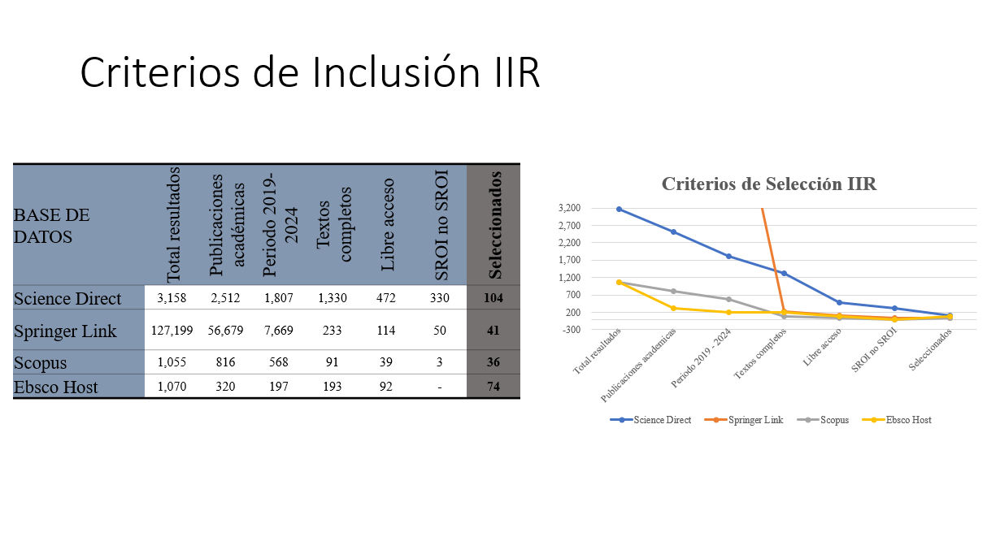 Criterios de Inclusión IIR
BASE DE
DATOS
Total resultados
Publicaciones
académicas
Periodo 2019-
2024
Textos
completos
Libre acceso
SROI no SROI
Seleccionados
Science Direct 3,158 2,512 1,807 1,330 472 330 104
Springer Link 127,199 56,679 7,669 233 114 50 41
Scopus 1,055 816 568 91 39 3 36
Ebsco Host 1,070 320 197 193 92 - 74
Criterios de Selección IIR
3,200
2,700
2,200
1,700
1,200
700
200
-300
Total resultados
Publicaciones academicas
Periodo 2019 - 2024
Textos completos
Libre acceso
SROI no SROI
Seleccionados
Science Direct Springer Link Scopus Ebsco Host